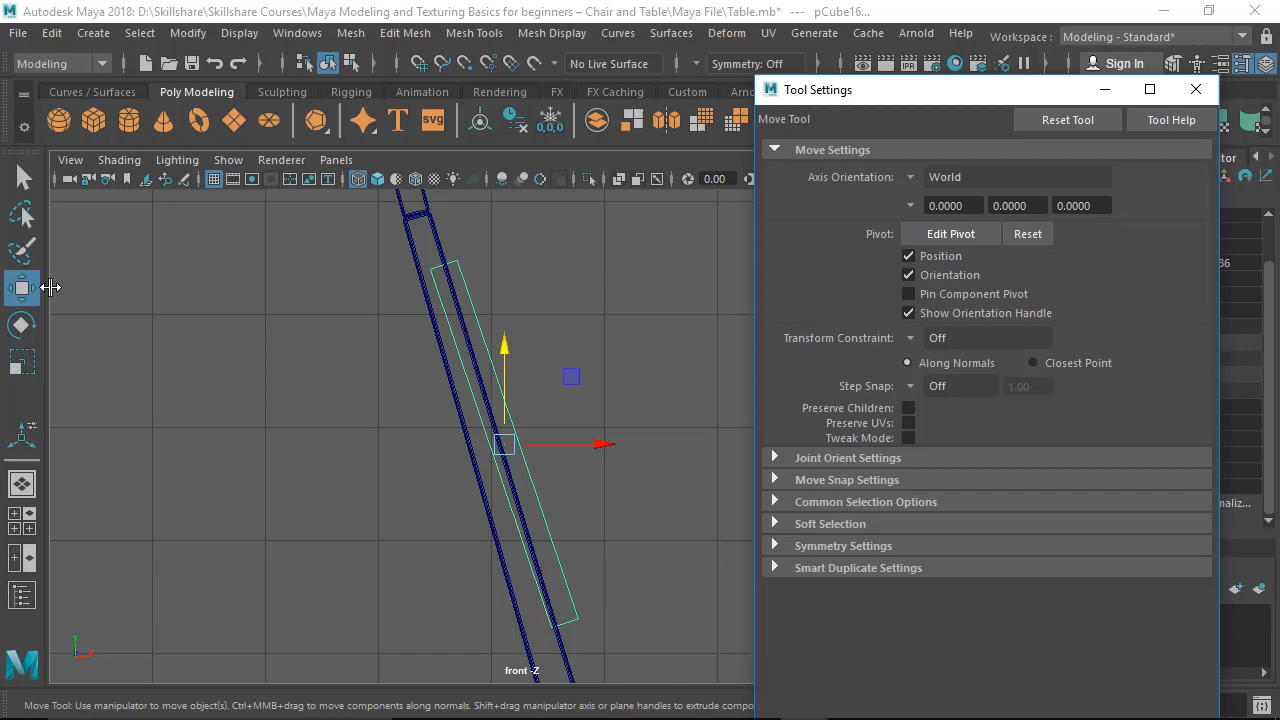 Autodesk Maya 2018: D:\Skillshare\Skillshare Courses\Maya Modeling and Texturing Basics for beginners – Chair and Table\Maya File\Table.mb* --- pCube16...
File Edit Create Select Modify Display Windows Mesh Edit Mesh Mesh Tools Mesh Display Curves Surfaces Deform UV Generate Cache Arnold Help Workspace : Modeling - Standard*
Modeling No Live Surface Symmetry: Off Sign In
Curves / Surfaces Poly Modeling Sculpting Rigging Animation Rendering FX FX Caching Custom
Tool Settings
Move Tool Reset Tool Tool Help
View Shading Lighting Show Renderer Panels
0.00
Move Settings
Axis Orientation: World
0.0000 0.0000 0.0000
Pivot: Edit Pivot Reset
Position
Orientation
Pin Component Pivot
Show Orientation Handle
Transform Constraint: Off
Along Normals Closest Point
Step Snap: Off 1.00
Preserve Children:
Preserve UVs:
Tweak Mode:
Joint Orient Settings
Move Snap Settings
Common Selection Options
Soft Selection
Symmetry Settings
Smart Duplicate Settings
y
x
front -Z
Move Tool: Use manipulator to move object(s). Ctrl+MMB+drag to move components along normals. Shift+drag manipulator axis or plane handles to extrude compo